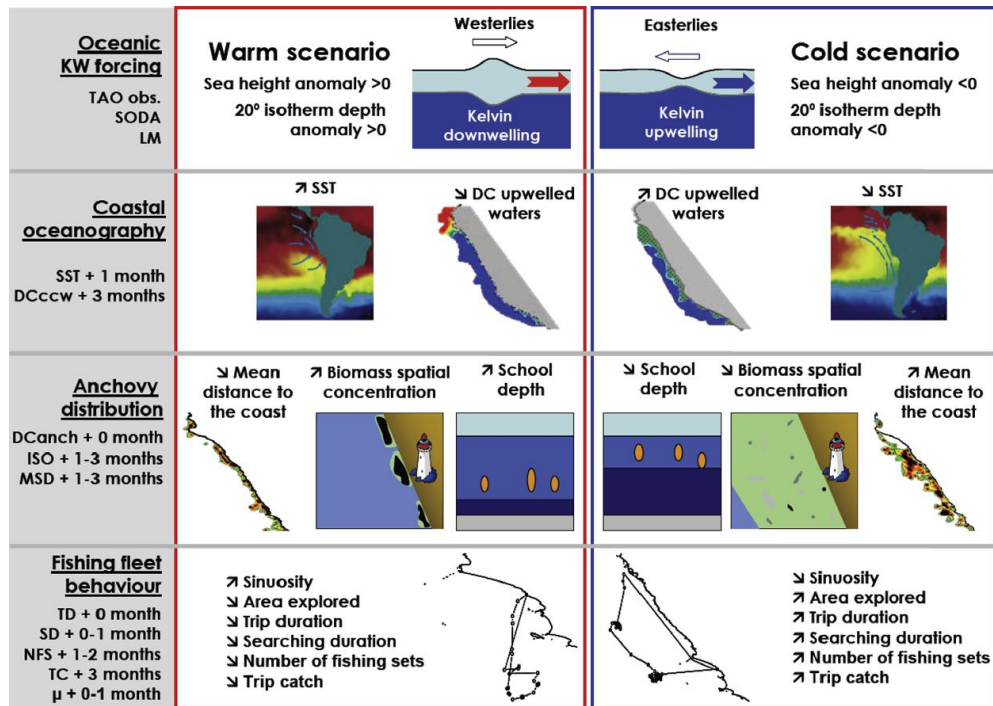 Oceanic
KW forcing
TAO obs.
SODA
LM
Warm scenario
Sea height anomaly >0
20º isotherm depth
anomaly >0
Westerlies
Kelvin
downwelling
Easterlies
Kelvin
upwelling
Cold scenario
Sea height anomaly <0
20º isotherm depth
anomaly <0
Coastal
oceanography
SST + 1 month
DCccw + 3 months
↗ SST
↘ DC upwelled
waters
↗ DC upwelled
waters
↘ SST
Anchovy
distribution
DCanch + 0 month
ISO + 1-3 months
MSD + 1-3 months
↘ Mean
distance to
the coast
↗ Biomass spatial
concentration
↗ School
depth
↘ School
depth
↘ Biomass spatial
concentration
↗ Mean
distance to
the coast
Fishing fleet
behaviour
TD + 0 month
SD + 0-1 month
NFS + 1-2 months
TC + 3 months
µ + 0-1 month
↗ Sinuosity
↘ Area explored
↘ Trip duration
↘ Searching duration
↘ Number of fishing sets
↘ Trip catch
↘ Sinuosity
↗ Area explored
↗ Trip duration
↗ Searching duration
↗ Number of fishing sets
↗ Trip catch